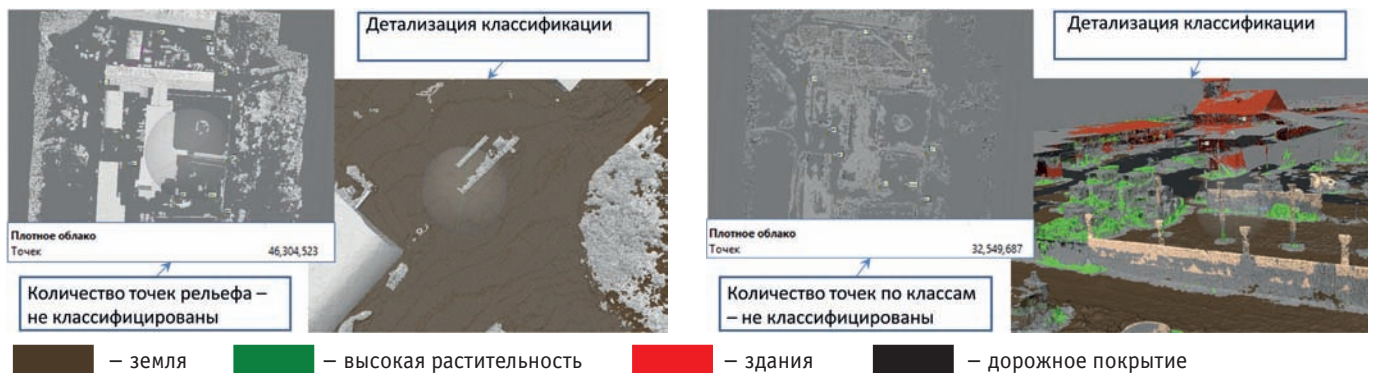 Детализация классификации
Плотное облако
Точек 46,304,523
Количество точек рельефа –
не классифицированы
Детализация классификации
Плотное облако
Точек 32,549,687
Количество точек по классам
– не классифицированы
– земля
– высокая растительность
– здания
– дорожное покрытие